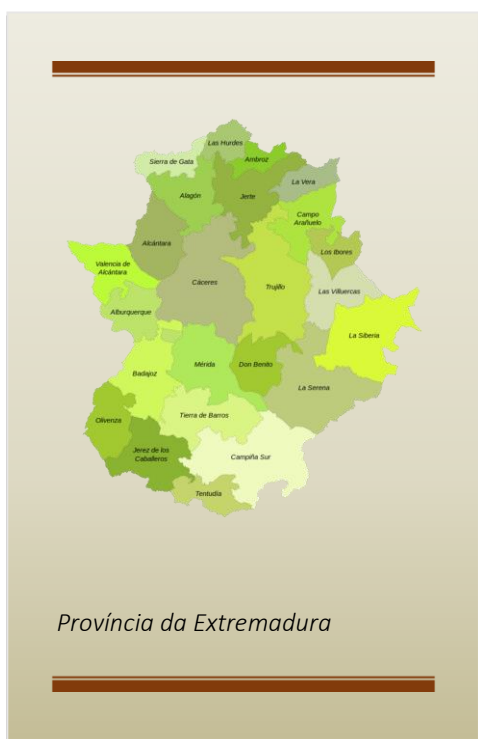 Las Hurdes
Sierra de Gata
Ambroz
La Vera
Alagón
Jerte
Campo
Arañuelo
Alcántara
Los Ibores
Valencia de
Alcántara
Cáceres
Trujillo
Las Villuercas
Alburquerque
La Siberia
Mérida
Don Benito
Badajoz
La Serena
Olivenza
Tierra de Barros
Jerez de los
Caballeros
Campiña Sur
Tentudía
Província da Extremadura